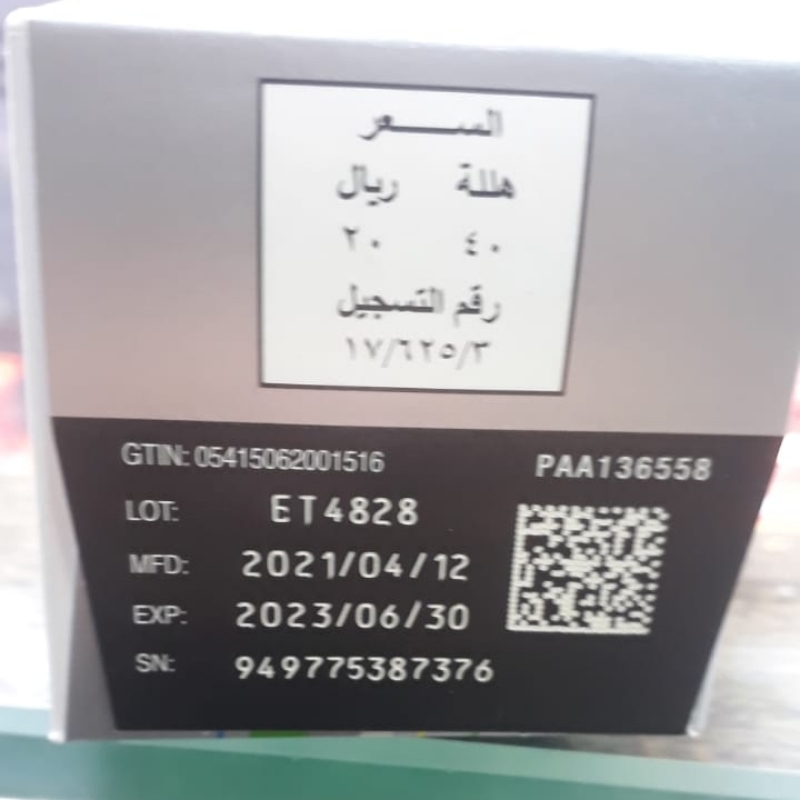 السعر
هللة ريال
٤٠ ٢٠
رقم التسجيل
١٧/٦٢٥/٣
GTIN: 05415062001516
PAA136558
LOT: ET4828
MFD: 2021/04/12
EXP: 2023/06/30
SN: 949775387376